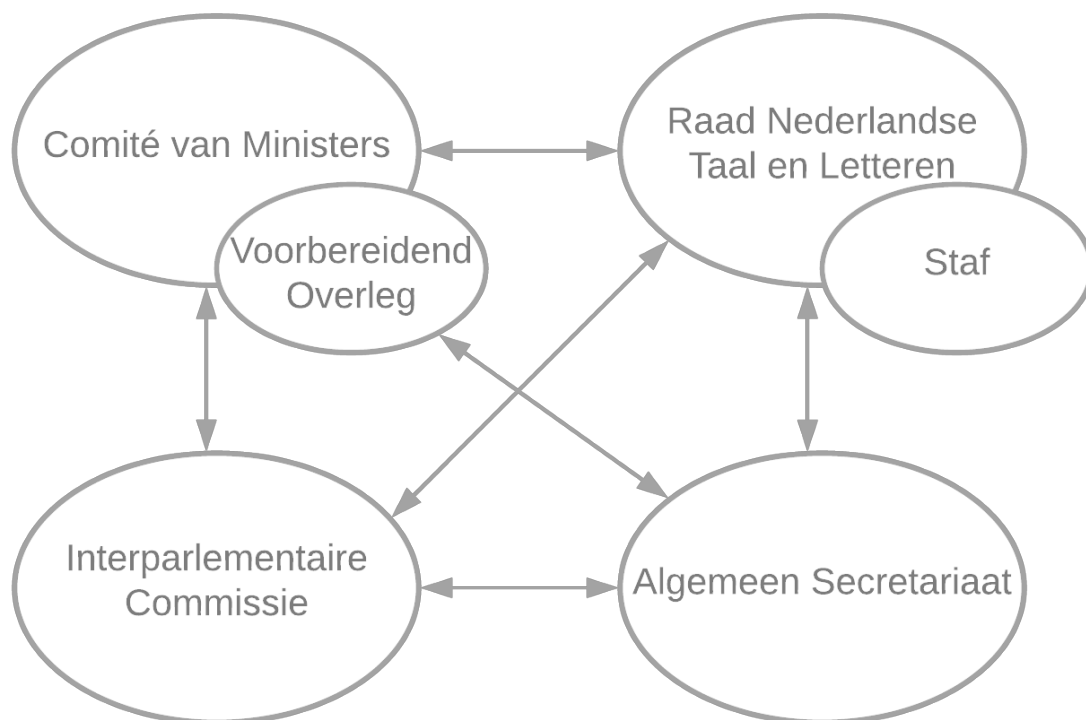 Comité van Ministers
Raad Nederlandse
Taal en Letteren
Voorbereidend
Overleg
Staf
Interparlementaire
Commissie
Algemeen Secretariaat